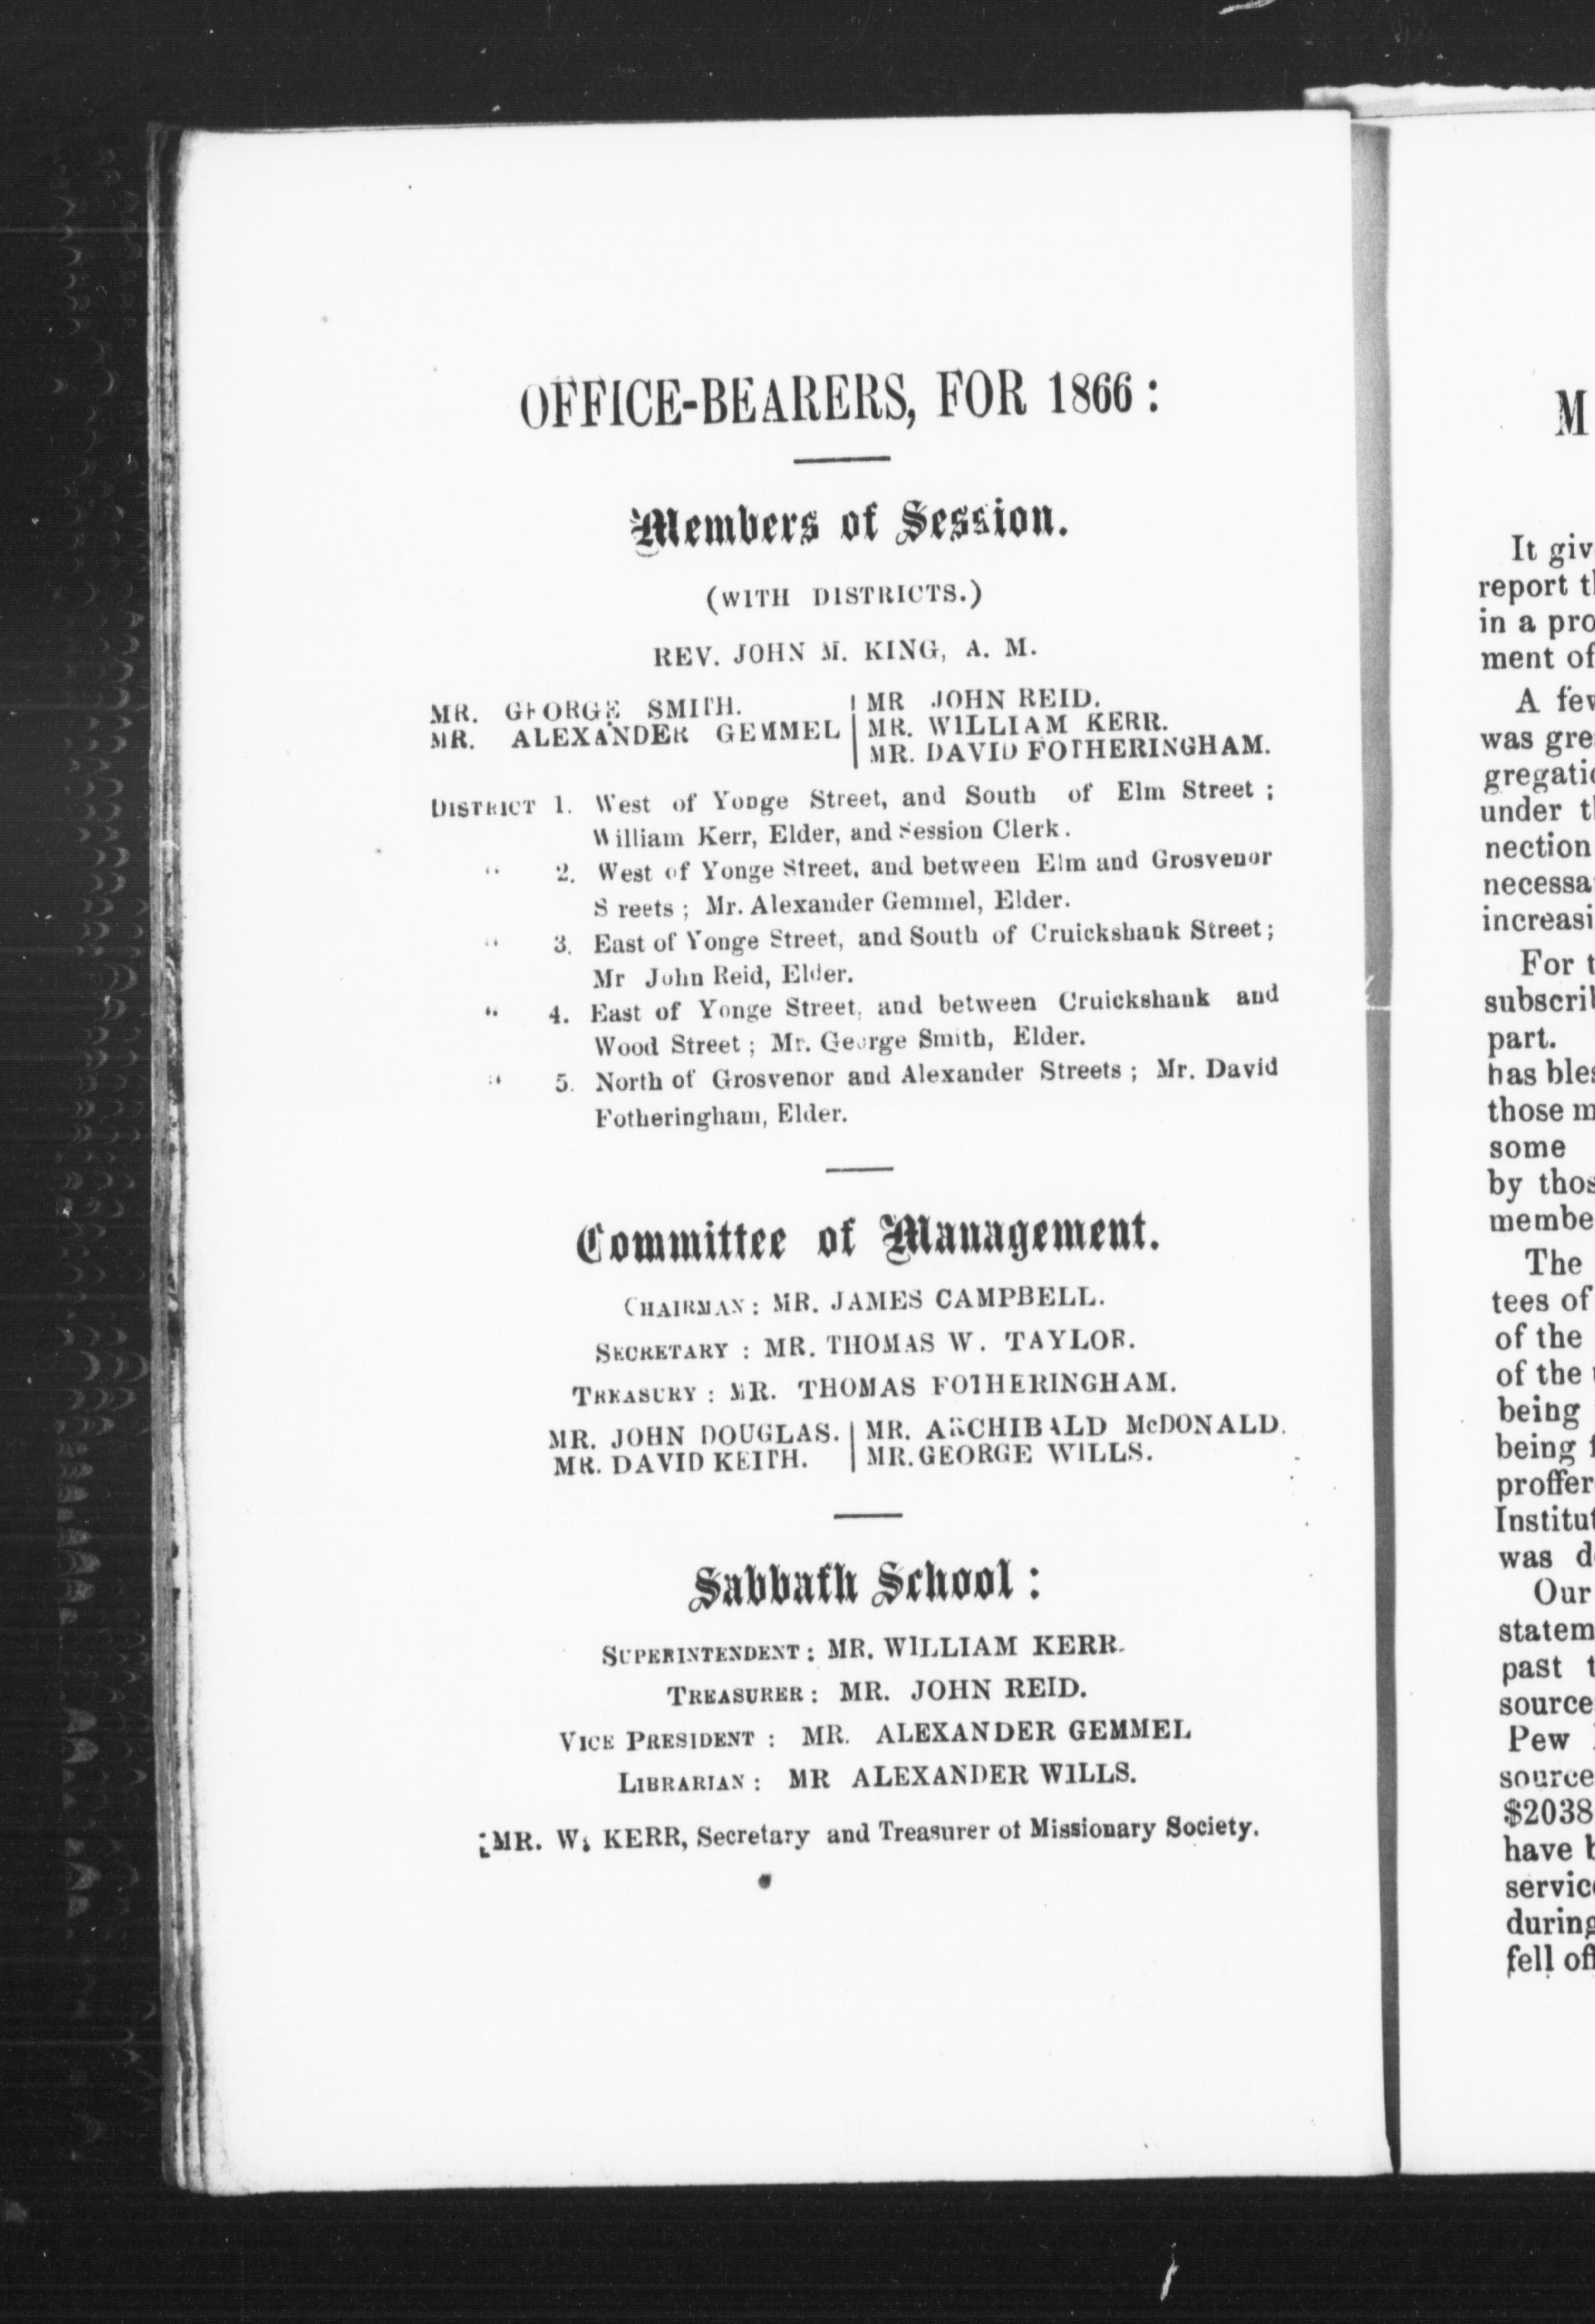 OFFICE-BEARERS, FOR 1866 :
Members of Session.
(WITH DISTRICTS.)
REV. JOHN M. KING, A. M.
MR. GEORGE SMITH.
MR. ALEXANDER GEMMEL
MR JOHN REID.
MR. WILLIAM KERR.
MR. DAVID FOTHERINGHAM.
DISTRICT 1. West of Yonge Street, and South of Elm Street ;
William Kerr, Elder, and Session Clerk.
" 2. West of Yonge Street, and between Elm and Grosvenor
S reets ; Mr. Alexander Gemmel, Elder.
" 3. East of Yonge Street, and South of Cruickshank Street ;
Mr John Reid, Elder.
" 4. East of Yonge Street, and between Cruickshank and
Wood Street ; Mr. George Smith, Elder.
" 5. North of Grosvenor and Alexander Streets ; Mr. David
Fotheringham, Elder.
Committee of Management.
CHAIRMAN : MR. JAMES CAMPBELL.
SECRETARY : MR. THOMAS W. TAYLOR.
TREASURY : MR. THOMAS FOTHERINGHAM.
MR. JOHN DOUGLAS.
MR. DAVID KEITH.
MR. ARCHIBALD McDONALD.
MR. GEORGE WILLS.
Sabbath School :
SUPERINTENDENT : MR. WILLIAM KERR.
TREASURER : MR. JOHN REID.
VICE PRESIDENT : MR. ALEXANDER GEMMEL
LIBRARIAN : MR ALEXANDER WILLS.
MR. W. KERR, Secretary and Treasurer of Missionary Society.
M
It giv
report t
in a pro
ment of
A few
was gre
gregatio
under t
nection
necessa
increasi
For t
subscri
part.
has ble
those m
some
by thos
membe
The
tees of
of the
of the
being
being
proffer
Institut
was d
Our
statem
past t
source
Pew
source
$2038
have b
servic
during
fell off